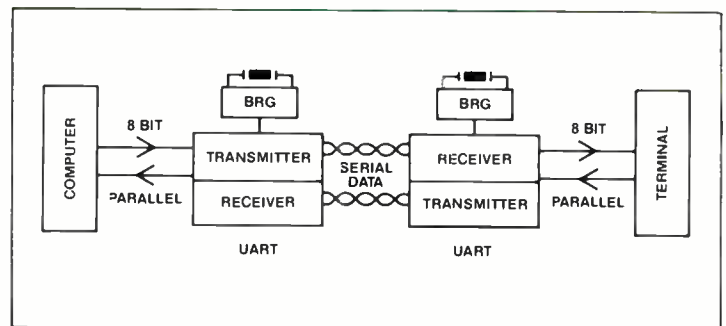 BRG
BRG
COMPUTER
8 BIT
PARALLEL
TRANSMITTER
RECEIVER
UART
SERIAL
DATA
RECEIVER
TRANSMITTER
UART
8 BIT
PARALLEL
TERMINAL